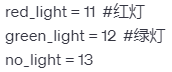 red_light = 11  #红灯
green_light = 12  #绿灯
no_light = 13